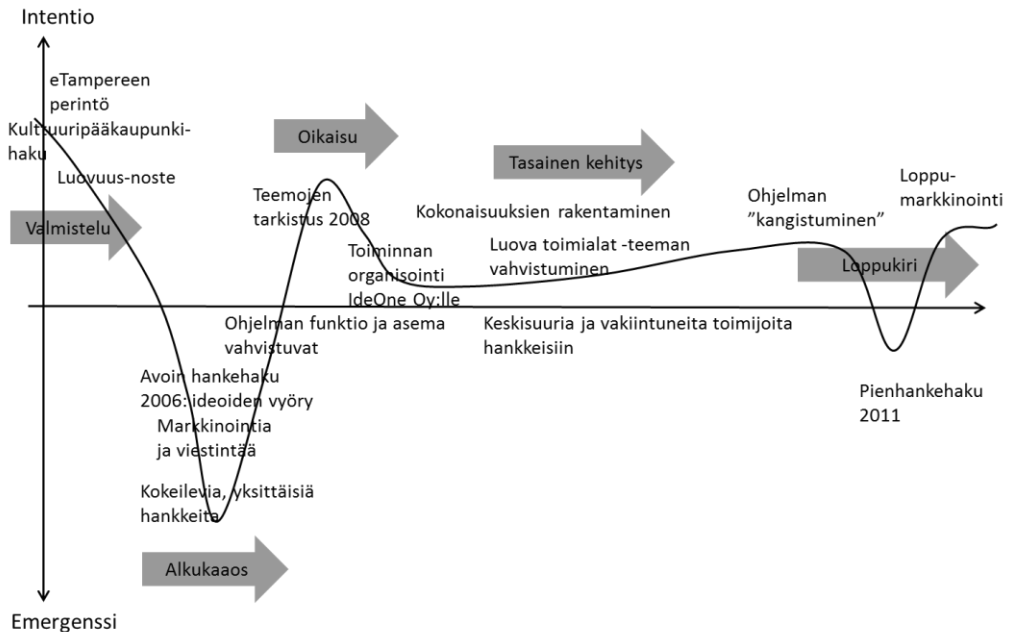 Intentio
eTampereen
perintö
Kulttuuripääkaupunki-
haku
Luovuus-noste
Valmistelu
Oikaisu
Teemojen
tarkistus 2008
Toiminnan
organisointi
IdeOne Oy:lle
Tasainen kehitys
Kokonaisuuksien rakentaminen
Luova toimialat -teeman
vahvistuminen
Ohjelman
”kangistuminen”
Loppu-
markkinointi
Loppukiri
Ohjelman funktio ja asema
vahvistuvat
Keskisuuria ja vakiintuneita toimijoita
hankkeisiin
Avoin hankehaku
2006: ideoiden vyöry
Markkinointia
ja viestintää
Kokeilevia, yksittäisiä
hankkeita
Pienhankehaku
2011
Alkukaaos
Emergenssi